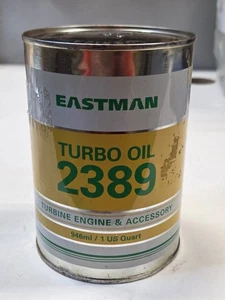 EASTMAN
TURBO OIL
2389
TURBINE ENGINE & ACCESSORY
946ml / 1 US Quart